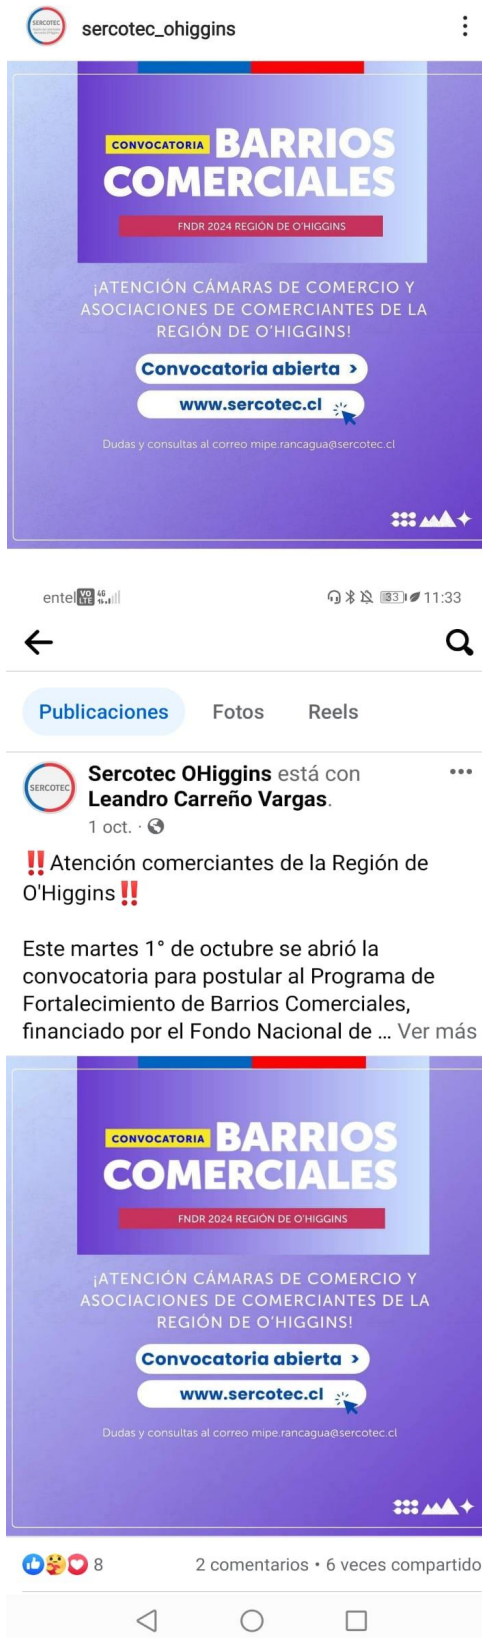 SERCOTEC
sercotec_ohiggins
CONVOCATORIA BARRIOS
COMERCIALES
FNDR 2024 REGIÓN DE O'HIGGINS
¡ATENCIÓN CÁMARAS DE COMERCIO Y
ASOCIACIONES DE COMERCIANTES DE LA
REGIÓN DE O'HIGGINS!
Convocatoria abierta >
www.sercotec.cl
Dudas y consultas al correo mipe.rancagua@sercotec.cl
entel VO LTE 4G 33 11:33
Publicaciones Fotos Reels
SERCOTEC
Sercotec OHiggins está con
Leandro Carreño Vargas.
1 oct. ·
‼️Atención comerciantes de la Región de
O'Higgins‼️
Este martes 1° de octubre se abrió la
convocatoria para postular al Programa de
Fortalecimiento de Barrios Comerciales,
financiado por el Fondo Nacional de ... Ver más
CONVOCATORIA BARRIOS
COMERCIALES
FNDR 2024 REGIÓN DE O'HIGGINS
¡ATENCIÓN CÁMARAS DE COMERCIO Y
ASOCIACIONES DE COMERCIANTES DE LA
REGIÓN DE O'HIGGINS!
Convocatoria abierta >
www.sercotec.cl
Dudas y consultas al correo mipe.rancagua@sercotec.cl
8 2 comentarios • 6 veces compartido